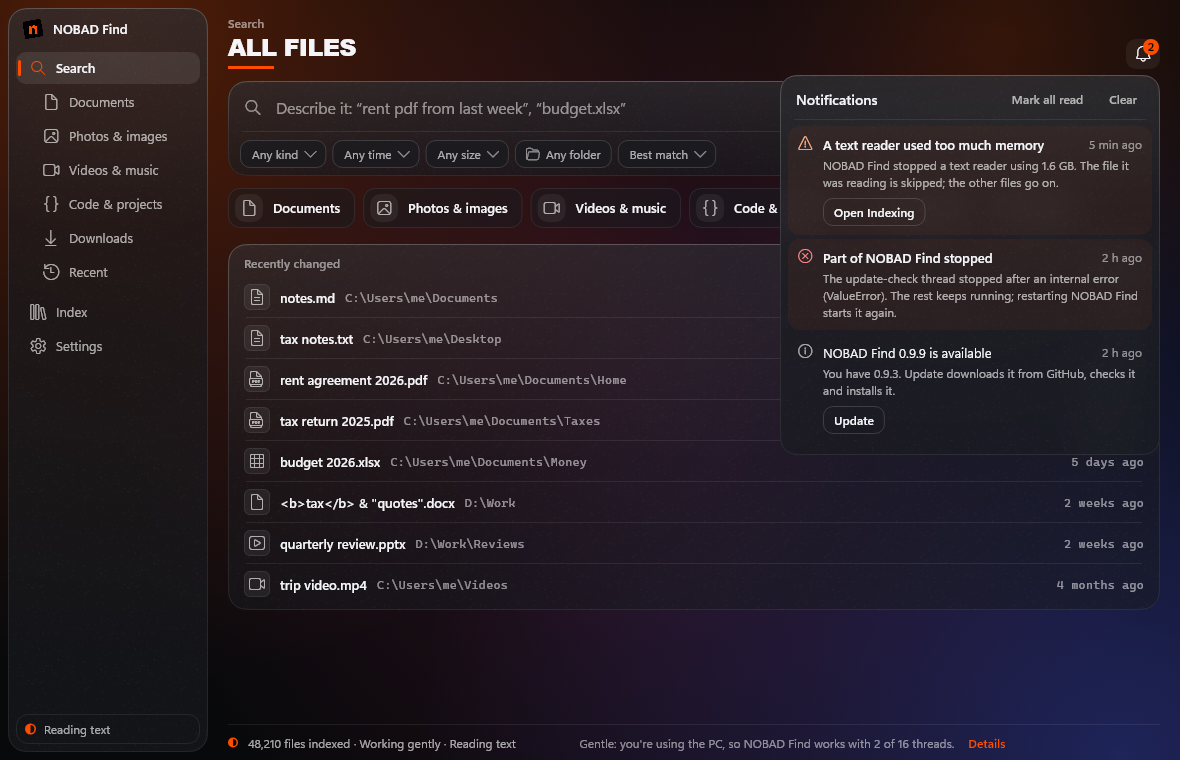 NOBAD Find
Search
Documents
Photos & images
Videos & music
Code & projects
Downloads
Recent
Index
Settings
Reading text
Search
ALL FILES
2
Describe it: “rent pdf from last week”, “budget.xlsx”
Any kind
Any time
Any size
Any folder
Best match
Documents
Photos & images
Videos & music
Code &
Recently changed
notes.md C:\Users\me\Documents
tax notes.txt C:\Users\me\Desktop
rent agreement 2026.pdf C:\Users\me\Documents\Home
tax return 2025.pdf C:\Users\me\Documents\Taxes
budget 2026.xlsx C:\Users\me\Documents\Money 5 days ago
<b>tax</b> & "quotes".docx D:\Work 2 weeks ago
quarterly review.pptx D:\Work\Reviews 2 weeks ago
trip video.mp4 C:\Users\me\Videos 4 months ago
Notifications Mark all read Clear
A text reader used too much memory 5 min ago
NOBAD Find stopped a text reader using 1.6 GB. The file it
was reading is skipped; the other files go on.
Open Indexing
Part of NOBAD Find stopped 2 h ago
The update-check thread stopped after an internal error
(ValueError). The rest keeps running; restarting NOBAD Find
starts it again.
NOBAD Find 0.9.9 is available 2 h ago
You have 0.9.3. Update downloads it from GitHub, checks it
and installs it.
Update
48,210 files indexed · Working gently · Reading text
Gentle: you're using the PC, so NOBAD Find works with 2 of 16 threads. Details